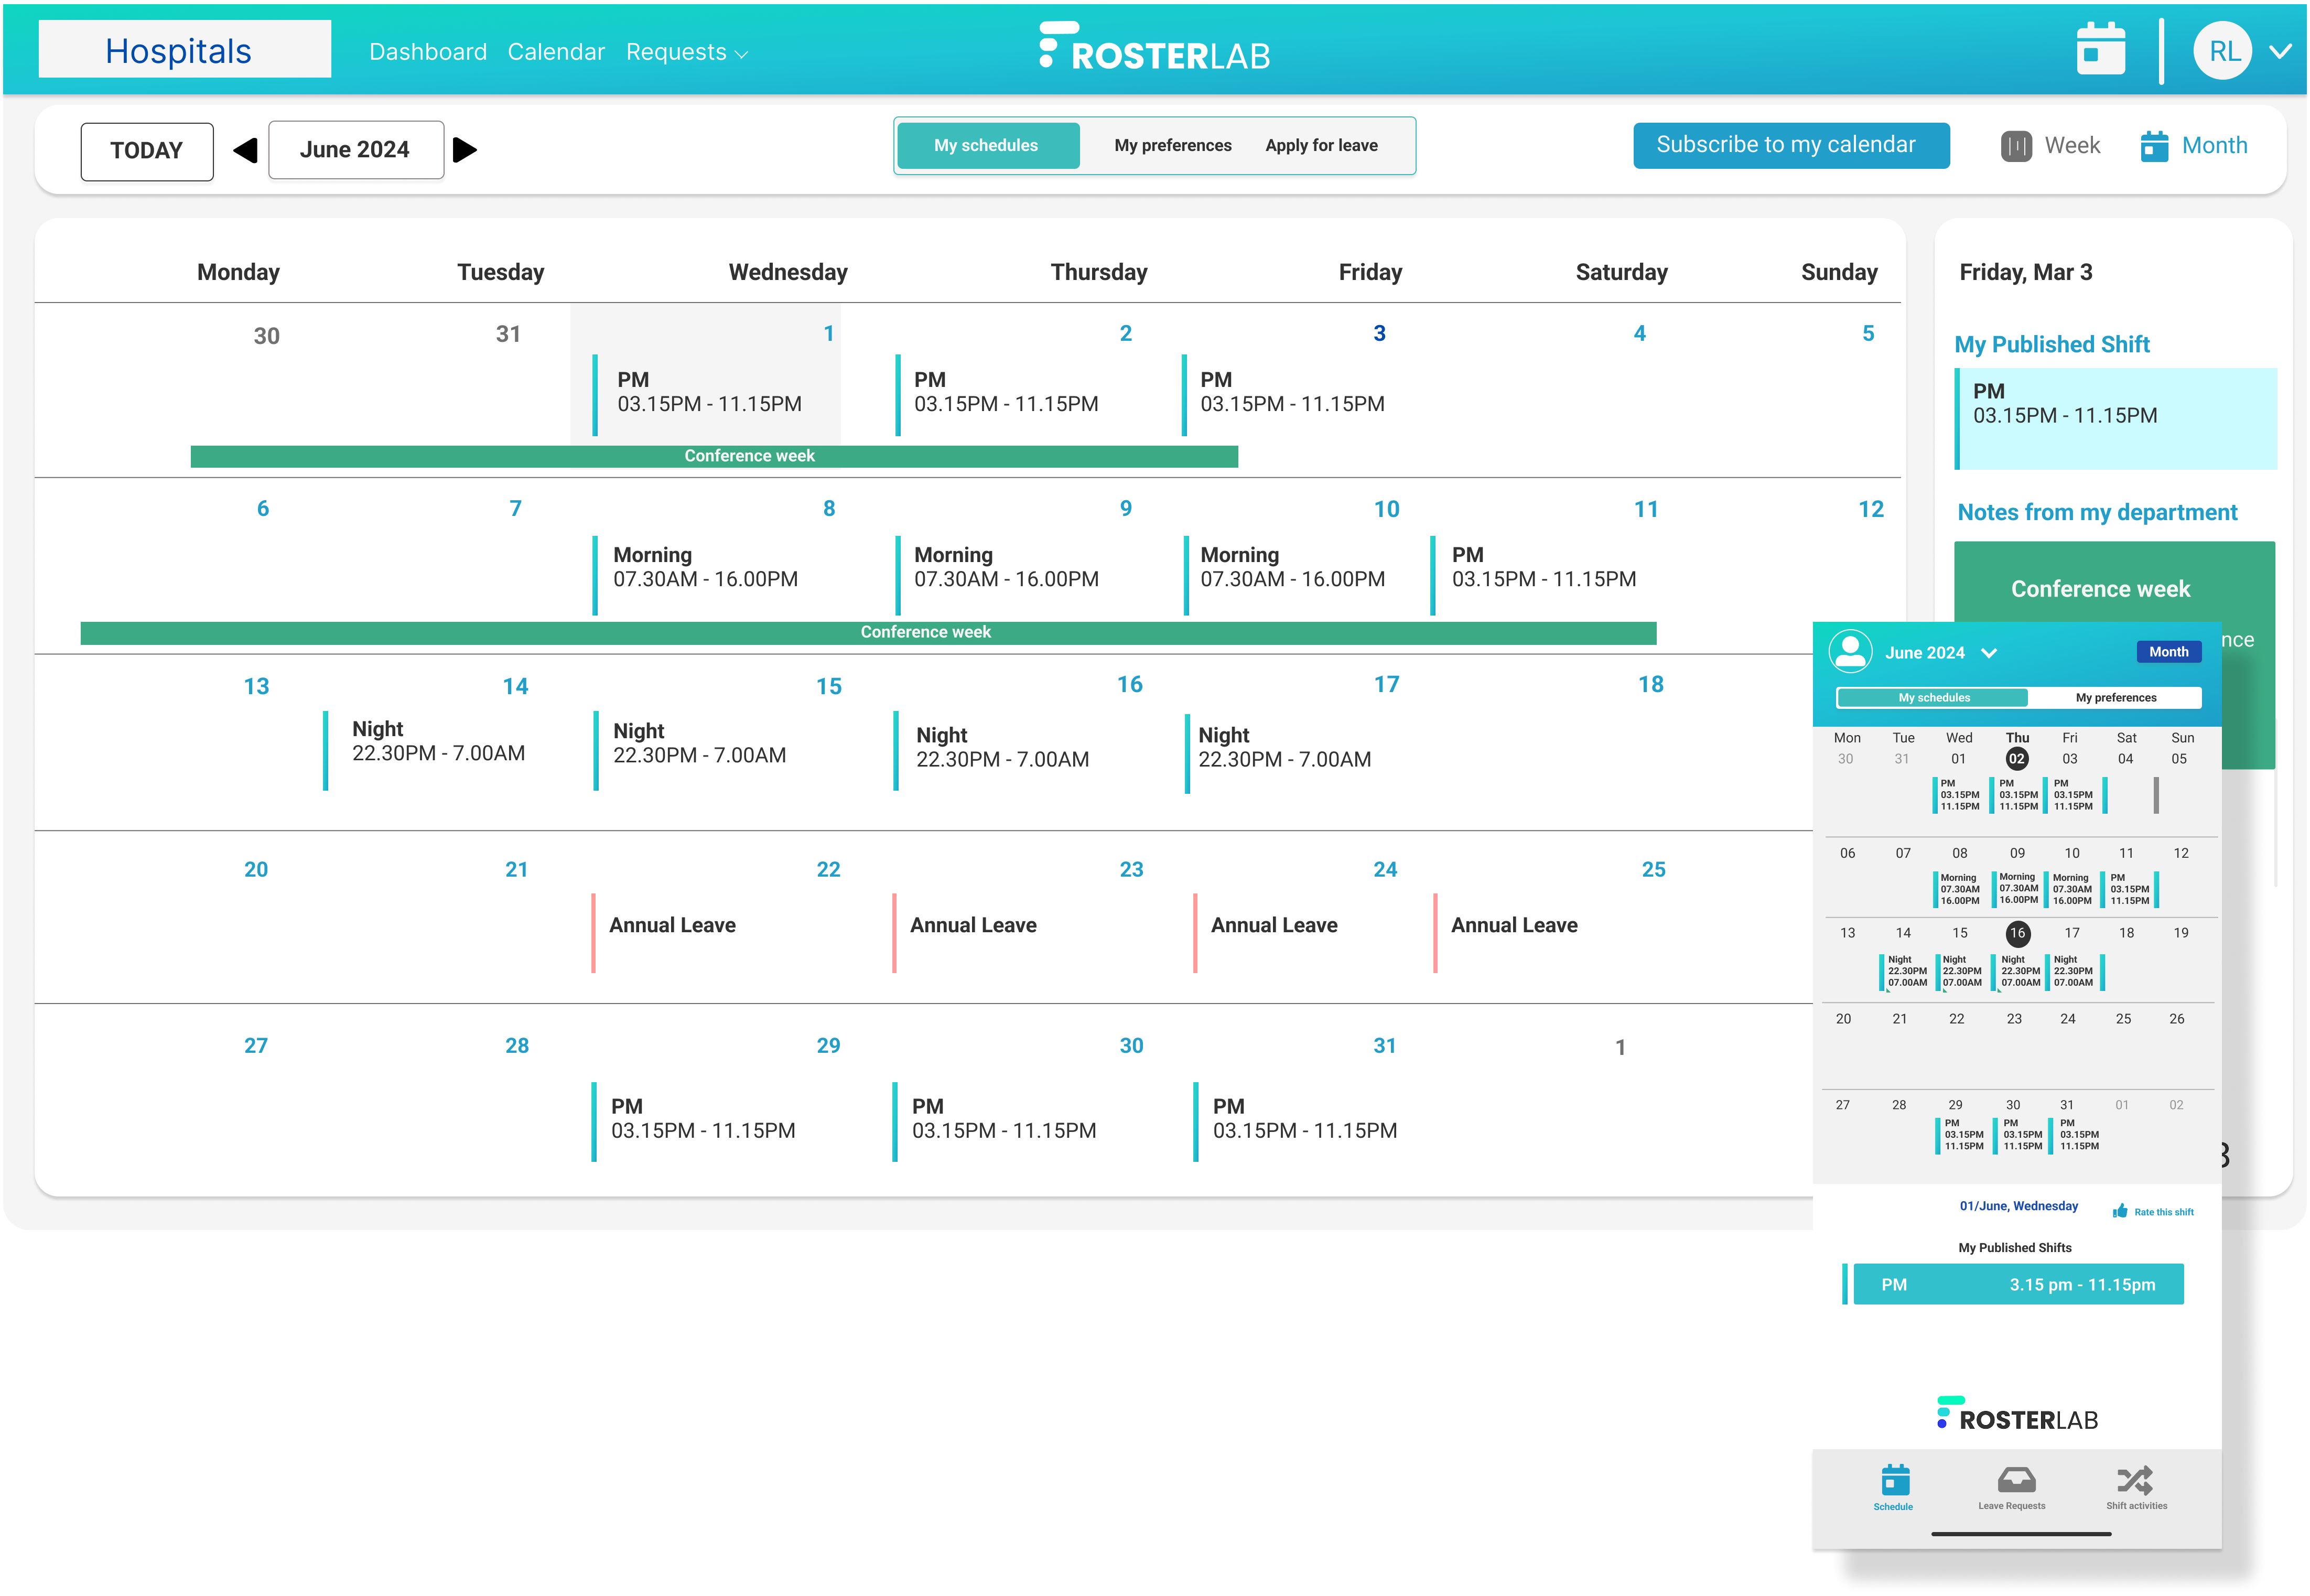 Hospitals
Dashboard Calendar Requests
ROSTERLAB
RL
TODAY
June 2024
My schedules My preferences Apply for leave
Subscribe to my calendar
Week
Month
Monday Tuesday Wednesday Thursday Friday Saturday Sunday
30 31 1 2 3 4 5
PM PM PM
03.15PM - 11.15PM 03.15PM - 11.15PM 03.15PM - 11.15PM
Conference week
6 7 8 9 10 11 12
Morning Morning Morning PM
07.30AM - 16.00PM 07.30AM - 16.00PM 07.30AM - 16.00PM 03.15PM - 11.15PM
Conference week
13 14 15 16 17 18
Night Night Night Night
22.30PM - 7.00AM 22.30PM - 7.00AM 22.30PM - 7.00AM 22.30PM - 7.00AM
20 21 22 23 24 25
Annual Leave Annual Leave Annual Leave Annual Leave
27 28 29 30 31 1
PM PM PM
03.15PM - 11.15PM 03.15PM - 11.15PM 03.15PM - 11.15PM
Friday, Mar 3
My Published Shift
PM
03.15PM - 11.15PM
Notes from my department
Conference week
June 2024
Month
My schedules My preferences
Mon Tue Wed Thu Fri Sat Sun
30 31 01 02 03 04 05
PM PM PM
03.15PM 03.15PM 03.15PM
11.15PM 11.15PM 11.15PM
06 07 08 09 10 11 12
Morning Morning Morning PM
07.30AM 07.30AM 07.30AM 03.15PM
16.00PM 16.00PM 16.00PM 11.15PM
13 14 15 16 17 18 19
Night Night Night Night
22.30PM 22.30PM 22.30PM 22.30PM
07.00AM 07.00AM 07.00AM 07.00AM
20 21 22 23 24 25 26
27 28 29 30 31 01 02
PM PM PM
03.15PM 03.15PM 03.15PM
11.15PM 11.15PM 11.15PM
01/June, Wednesday
Rate this shift
My Published Shifts
PM 3.15 pm - 11.15pm
ROSTERLAB
Schedule Leave Requests Shift activities